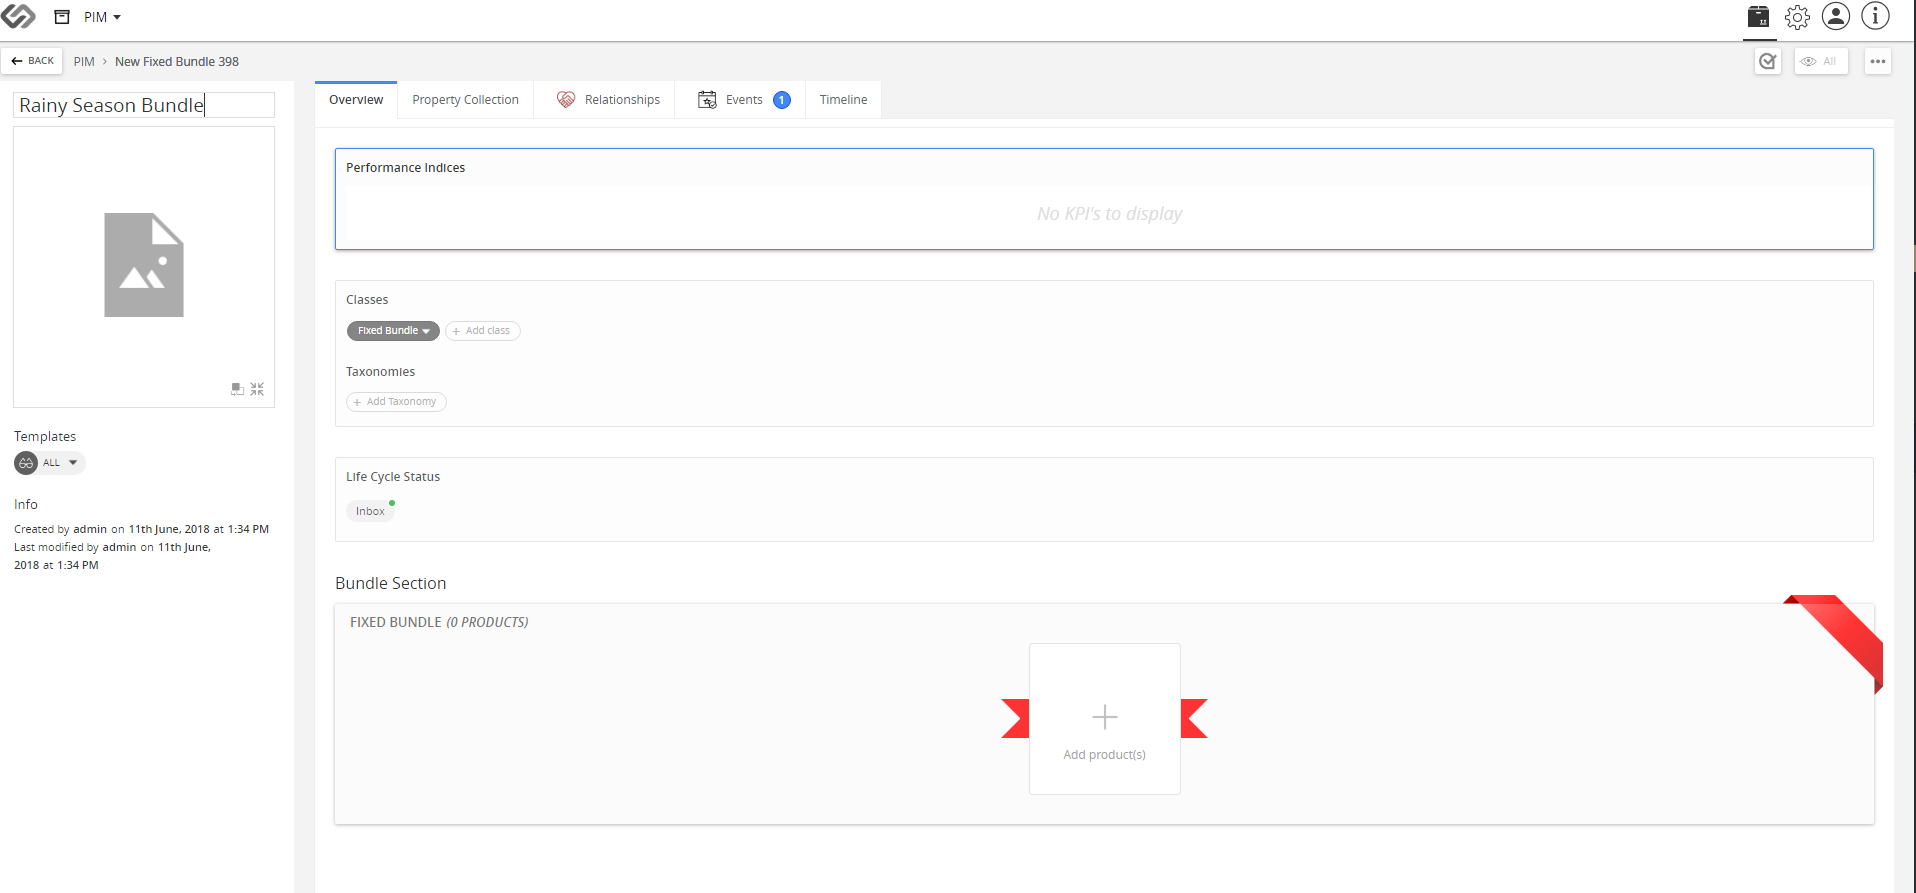 PIM
BACK
PIM > New Fixed Bundle 398
All
Rainy Season Bundle
Templates
ALL
Info
Created by admin on 11th June, 2018 at 1:34 PM
Last modified by admin on 11th June,
2018 at 1:34 PM
Overview
Property Collection
Relationships
Events 1
Timeline
Performance Indices
No KPI's to display
Classes
Fixed Bundle
+ Add class
Taxonomies
+ Add Taxonomy
Life Cycle Status
Inbox
Bundle Section
FIXED BUNDLE (0 PRODUCTS)
Add product(s)